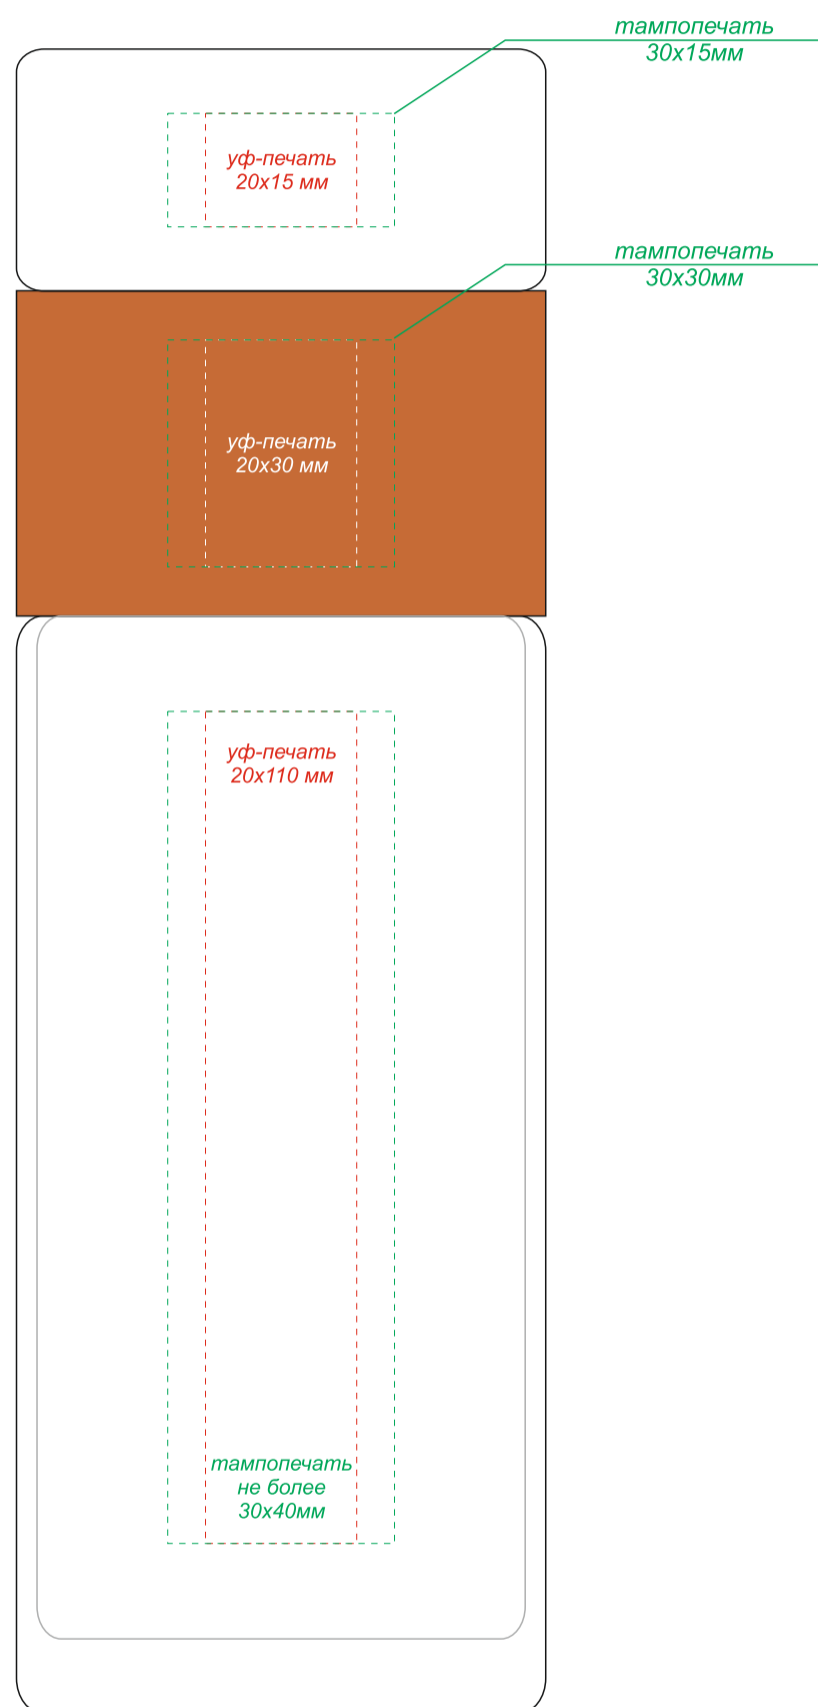 тампопечать
30х15мм
уф-печать
20х15 мм
тампопечать
30х30мм
уф-печать
20х30 мм
уф-печать
20х110 мм
тампопечать
не более
30х40мм